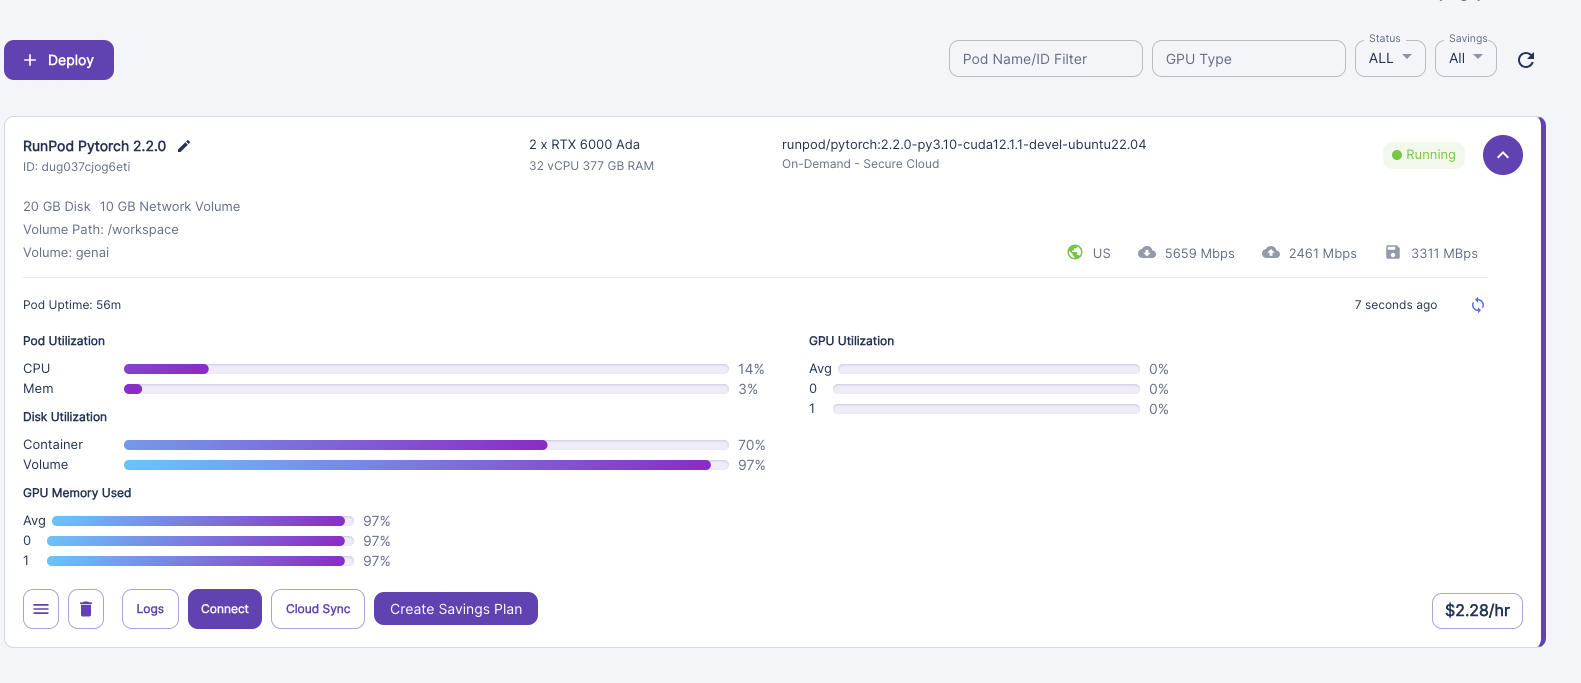 Deploy
Pod Name/ID Filter
GPU Type
Status
ALL
Savings
All
RunPod Pytorch 2.2.0
ID: dug037cjog6eti
2 x RTX 6000 Ada
32 vCPU 377 GB RAM
runpod/pytorch:2.2.0-py3.10-cuda12.1.1-devel-ubuntu22.04
On-Demand - Secure Cloud
Running
20 GB Disk 10 GB Network Volume
Volume Path: /workspace
Volume: genai
US
5659 Mbps
2461 Mbps
3311 MBps
Pod Uptime: 56m
7 seconds ago
Pod Utilization
CPU 14%
Mem 3%
Disk Utilization
Container 70%
Volume 97%
GPU Memory Used
Avg 97%
0 97%
1 97%
GPU Utilization
Avg 0%
0 0%
1 0%
Logs
Connect
Cloud Sync
Create Savings Plan
$2.28/hr